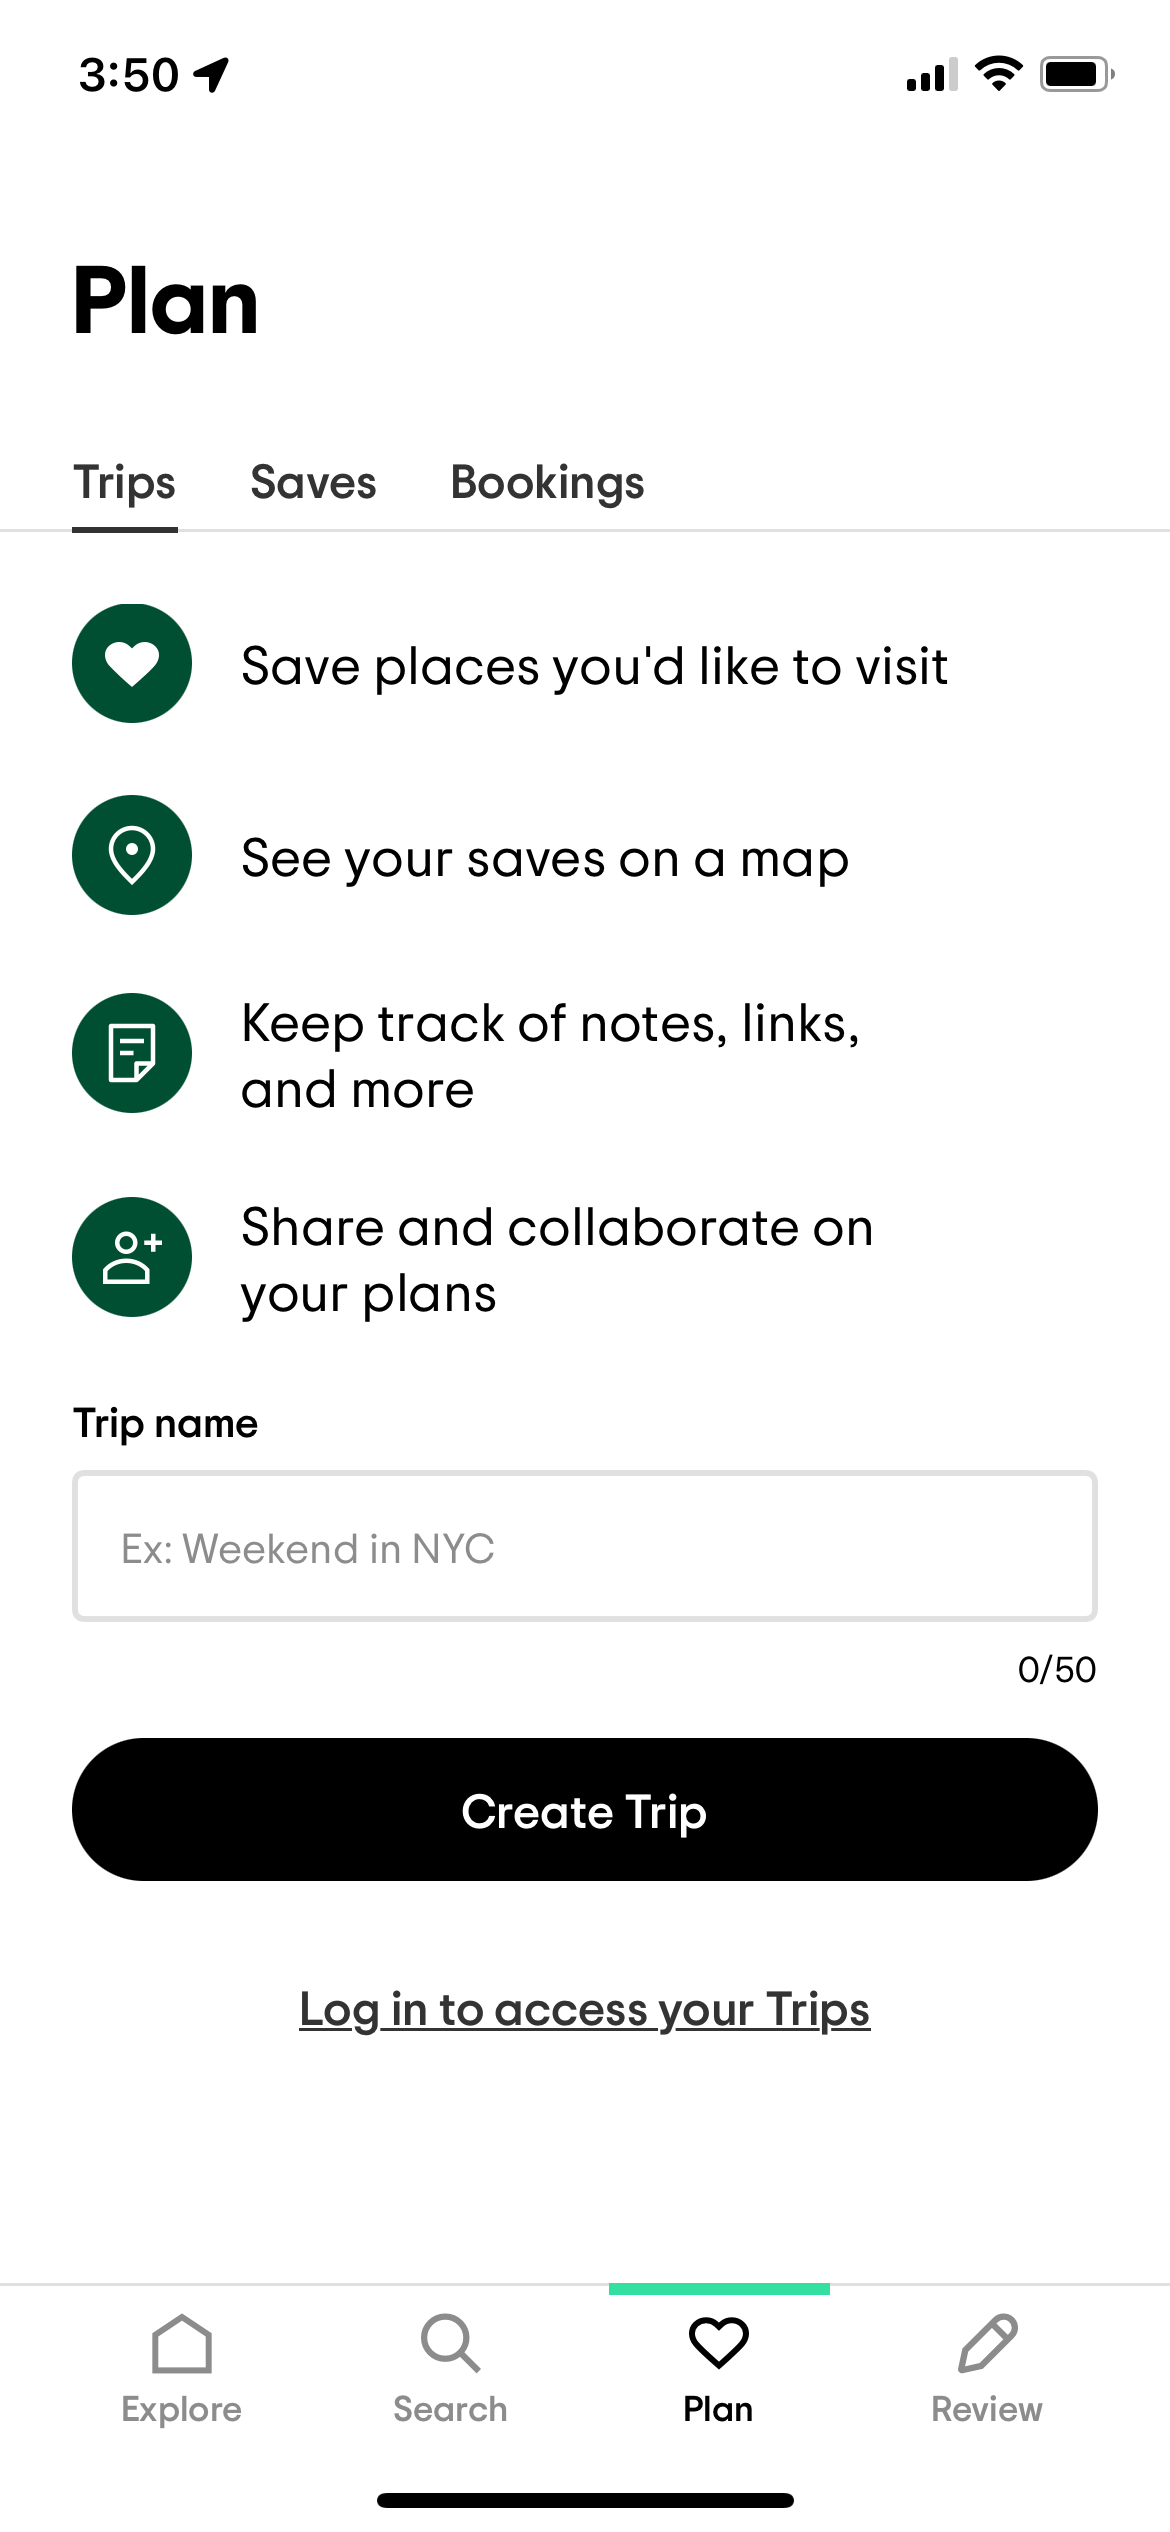 3:50
Plan
Trips Saves Bookings
Save places you'd like to visit
See your saves on a map
Keep track of notes, links,
and more
Share and collaborate on
your plans
Trip name
Ex: Weekend in NYC
0/50
Create Trip
Log in to access your Trips
Explore Search Plan Review